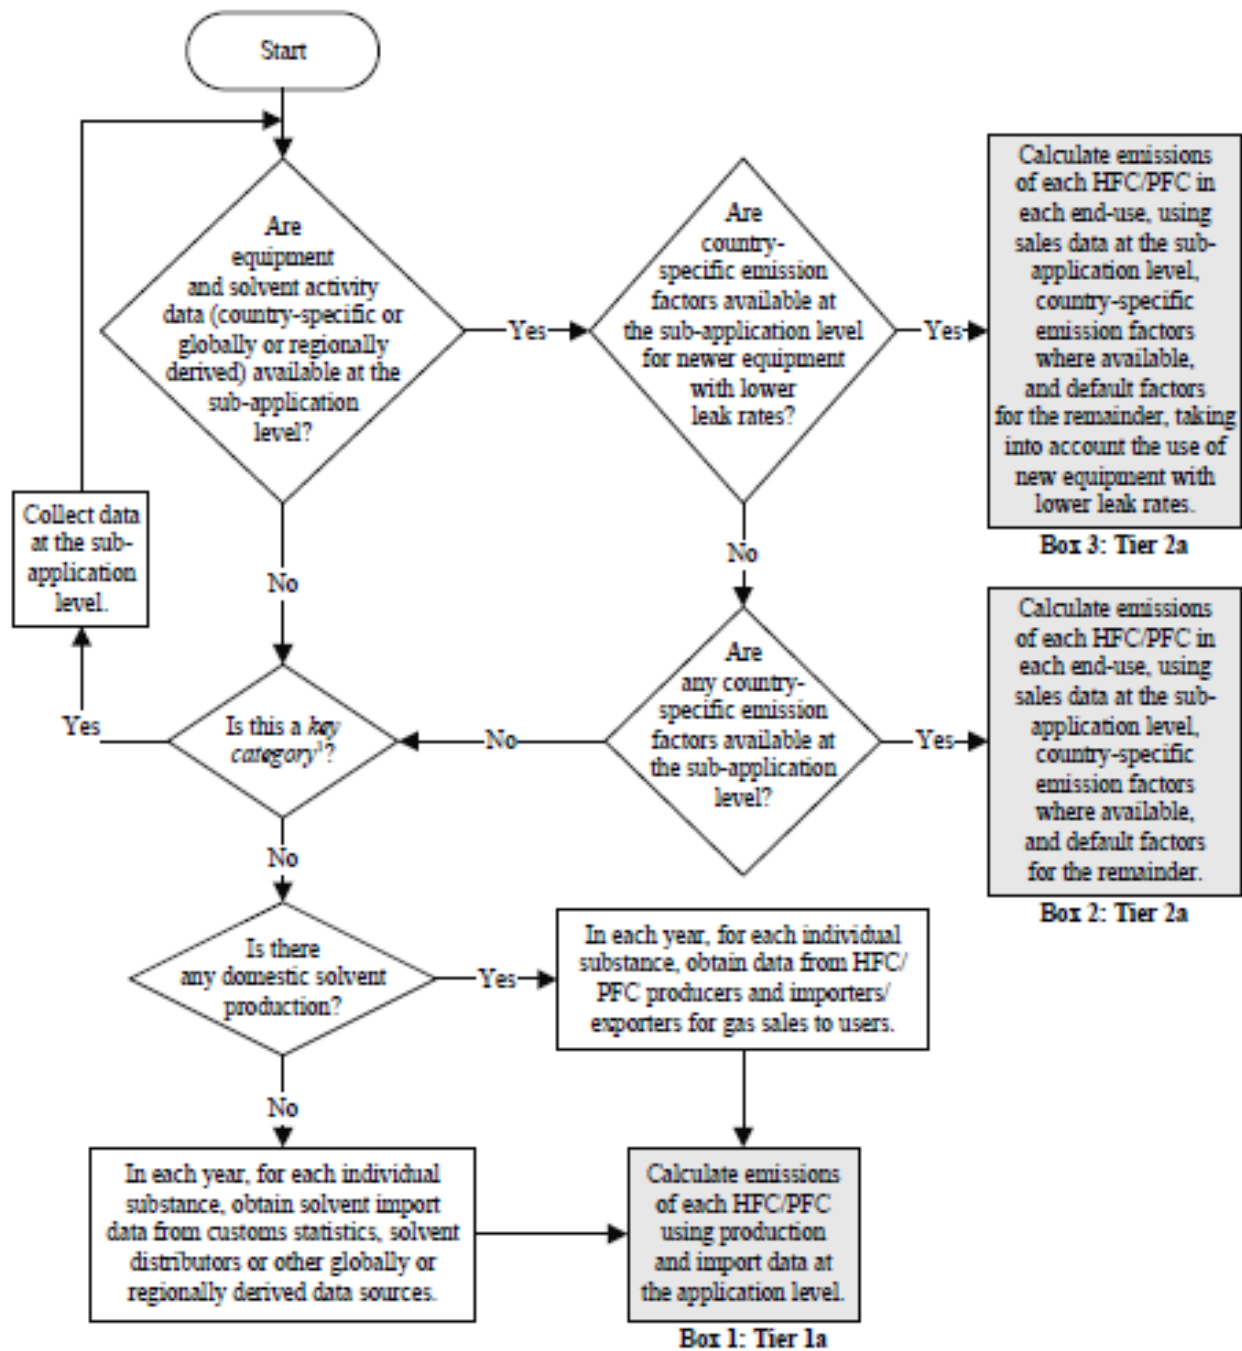 Start
Are
equipment
and solvent activity
data (country-specific or
globally or regionally
derived) available at the
sub-application
level?
Yes
Are
country-
specific emission
factors available at
the sub-application level
for newer equipment
with lower
leak rates?
Yes
Calculate emissions
of each HFC/PFC in
each end-use, using
sales data at the sub-
application level,
country-specific
emission factors
where available,
and default factors
for the remainder, taking
into account the use of
new equipment with
lower leak rates.
Box 3: Tier 2a
Collect data
at the sub-
application
level.
No
No
Yes
Is this a key
category¹?
No
Are
any country-
specific emission
factors available at
the sub-application
level?
Yes
Calculate emissions
of each HFC/PFC in
each end-use, using
sales data at the sub-
application level,
country-specific
emission factors
where available,
and default factors
for the remainder.
Box 2: Tier 2a
No
Is there
any domestic solvent
production?
Yes
In each year, for each individual
substance, obtain data from HFC/
PFC producers and importers/
exporters for gas sales to users.
No
In each year, for each individual
substance, obtain solvent import
data from customs statistics, solvent
distributors or other globally or
regionally derived data sources.
Calculate emissions
of each HFC/PFC
using production
and import data at
the application level.
Box 1: Tier 1a